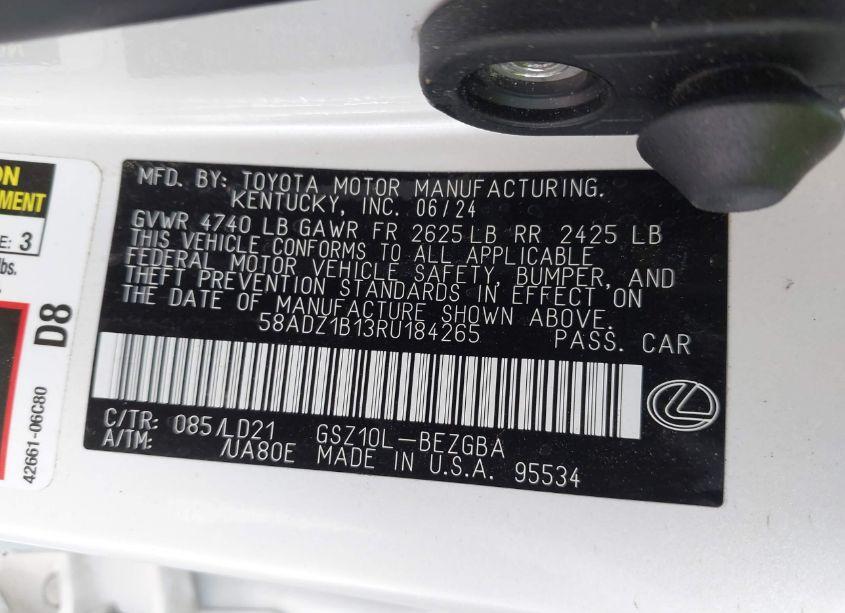 ON
MENT
E: 3
lbs.
D8
42661-06C80
MFD. BY: TOYOTA MOTOR MANUFACTURING.
KENTUCKY, INC. 06/24
GVWR 4740 LB GAWR FR 2625 LB RR 2425 LB
THIS VEHICLE CONFORMS TO ALL APPLICABLE
FEDERAL MOTOR VEHICLE SAFETY, BUMPER, AND
THEFT PREVENTION STANDARDS IN EFFECT ON
THE DATE OF MANUFACTURE SHOWN ABOVE.
58ADZ1B13RU184265 PASS. CAR
C/TR: 085/LD21 GSZ10L-BEZGBA
A/TM: /UA80E MADE IN U.S.A. 95534